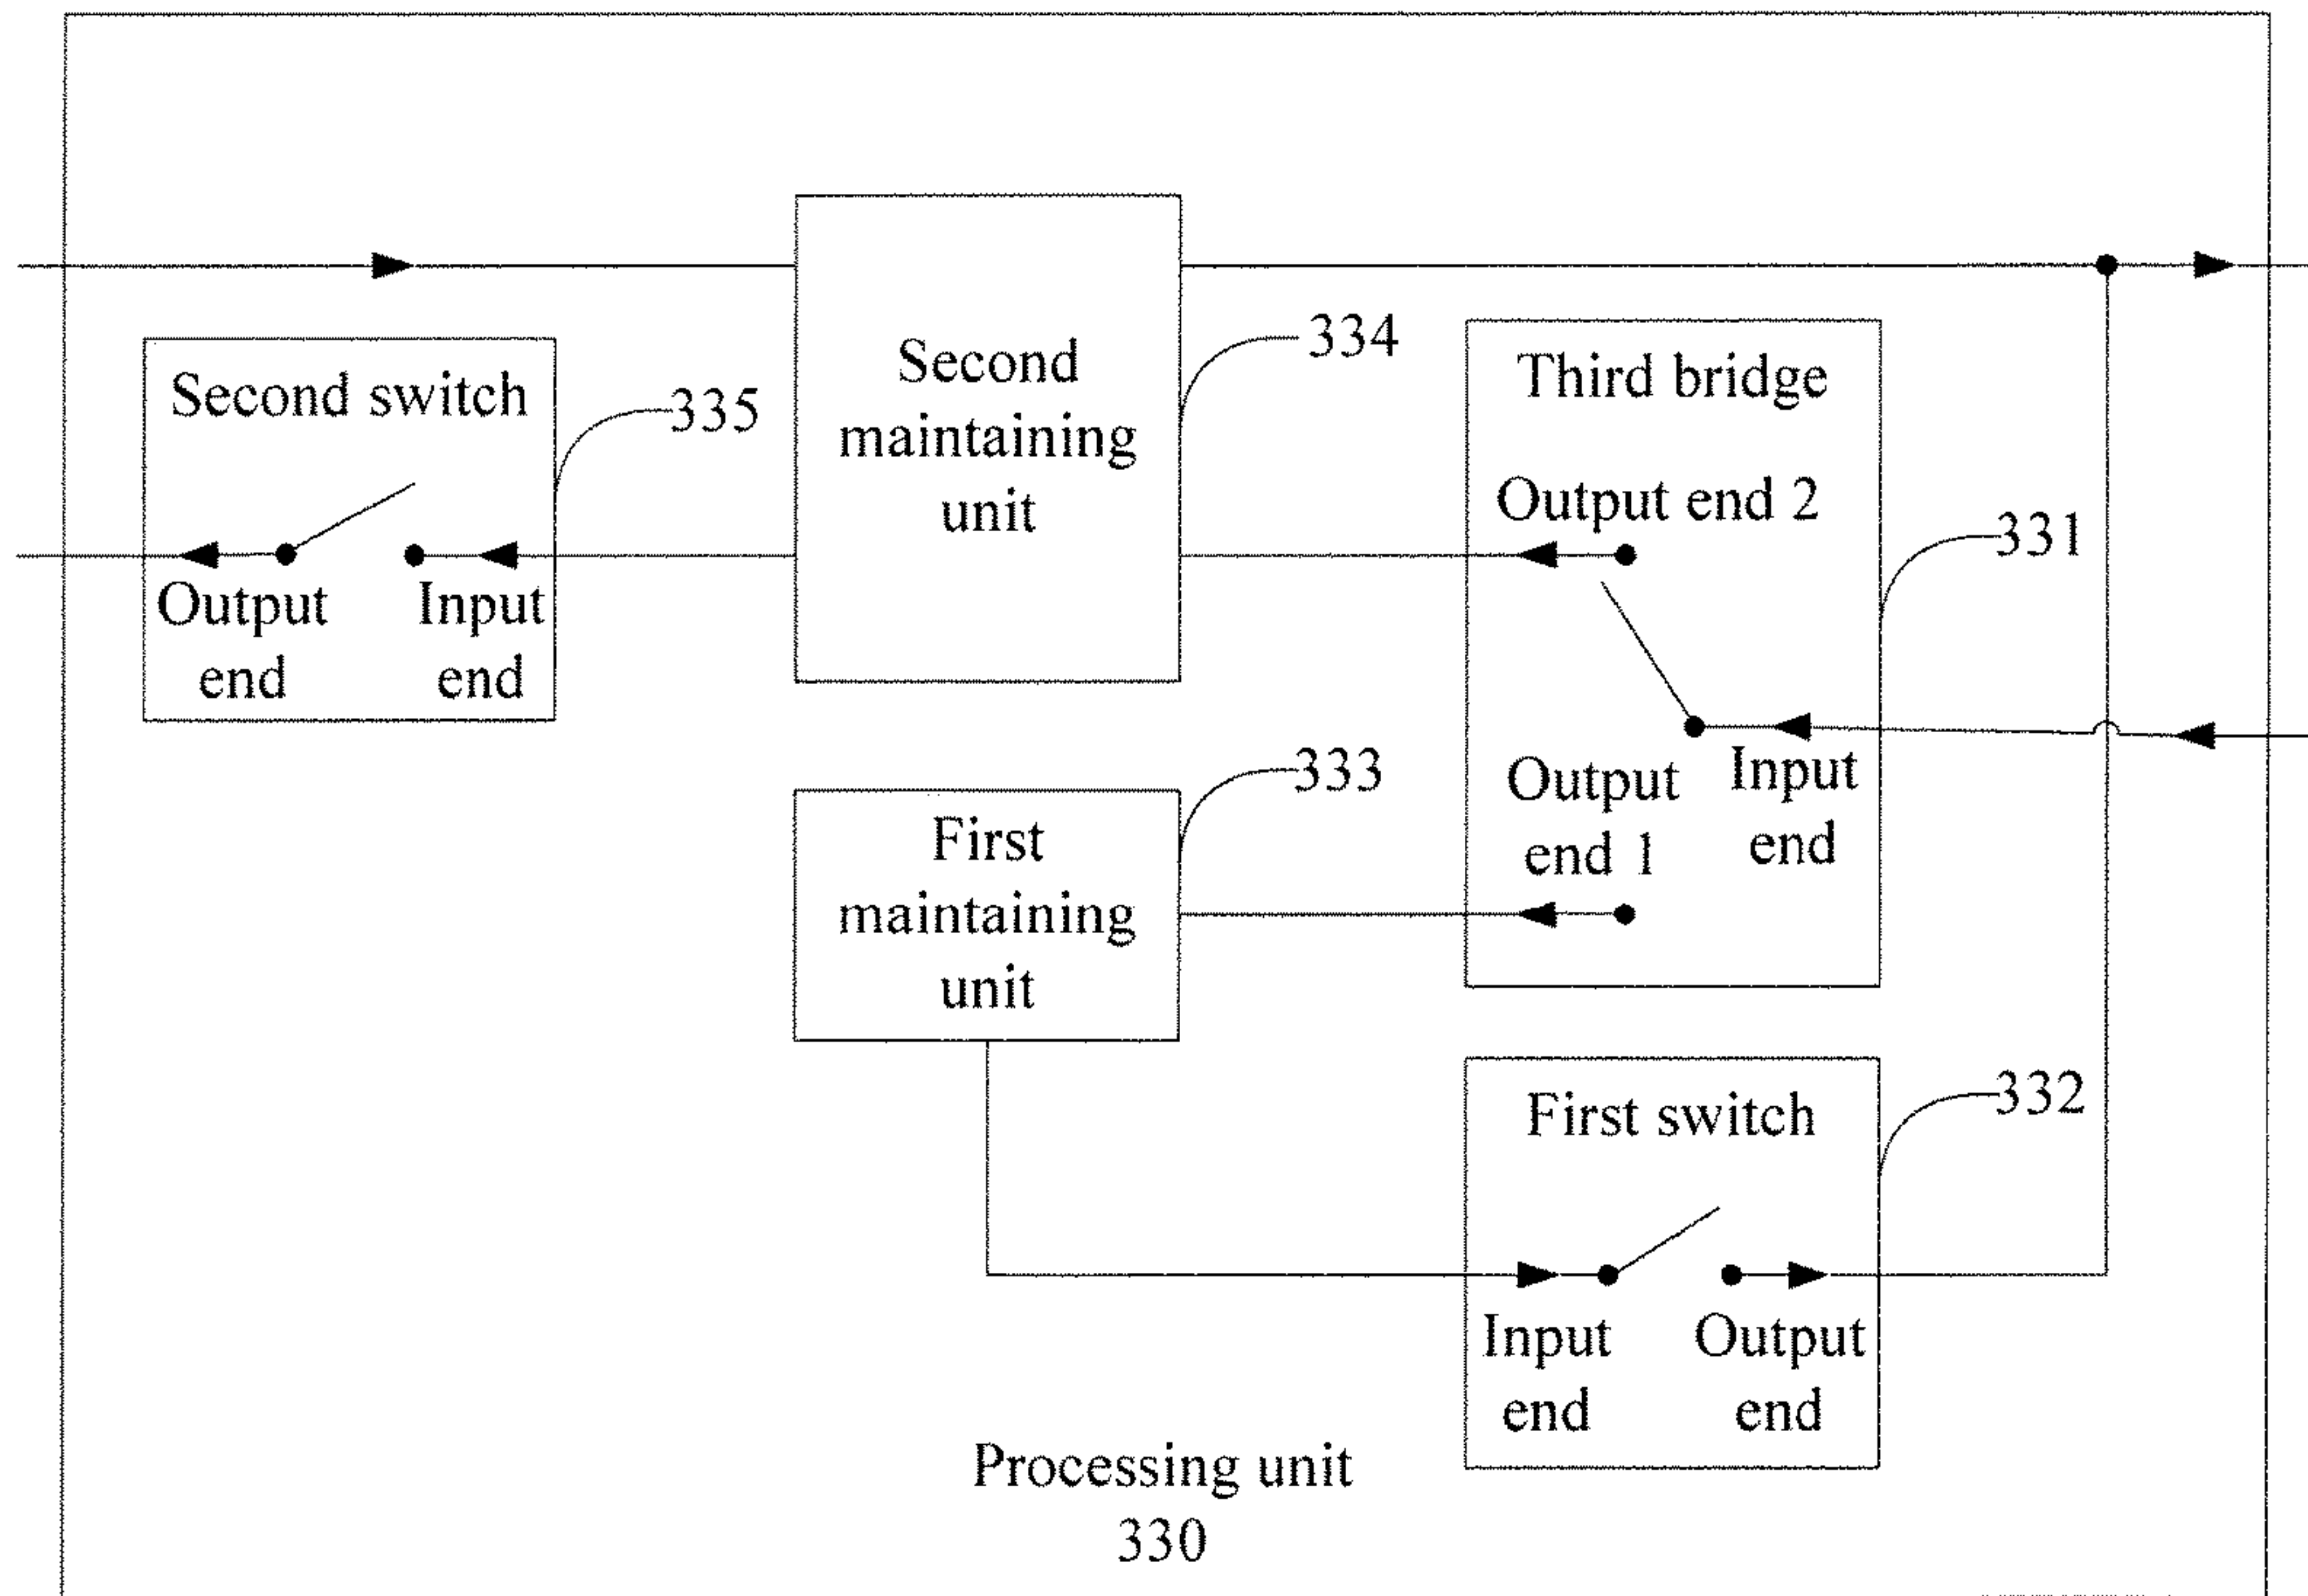 Second switch
335
Output end
Input end
Second maintaining unit
334
Third bridge
Output end 2
331
Output end 1
Input end
First maintaining unit
333
First switch
332
Input end
Output end
Processing unit
330